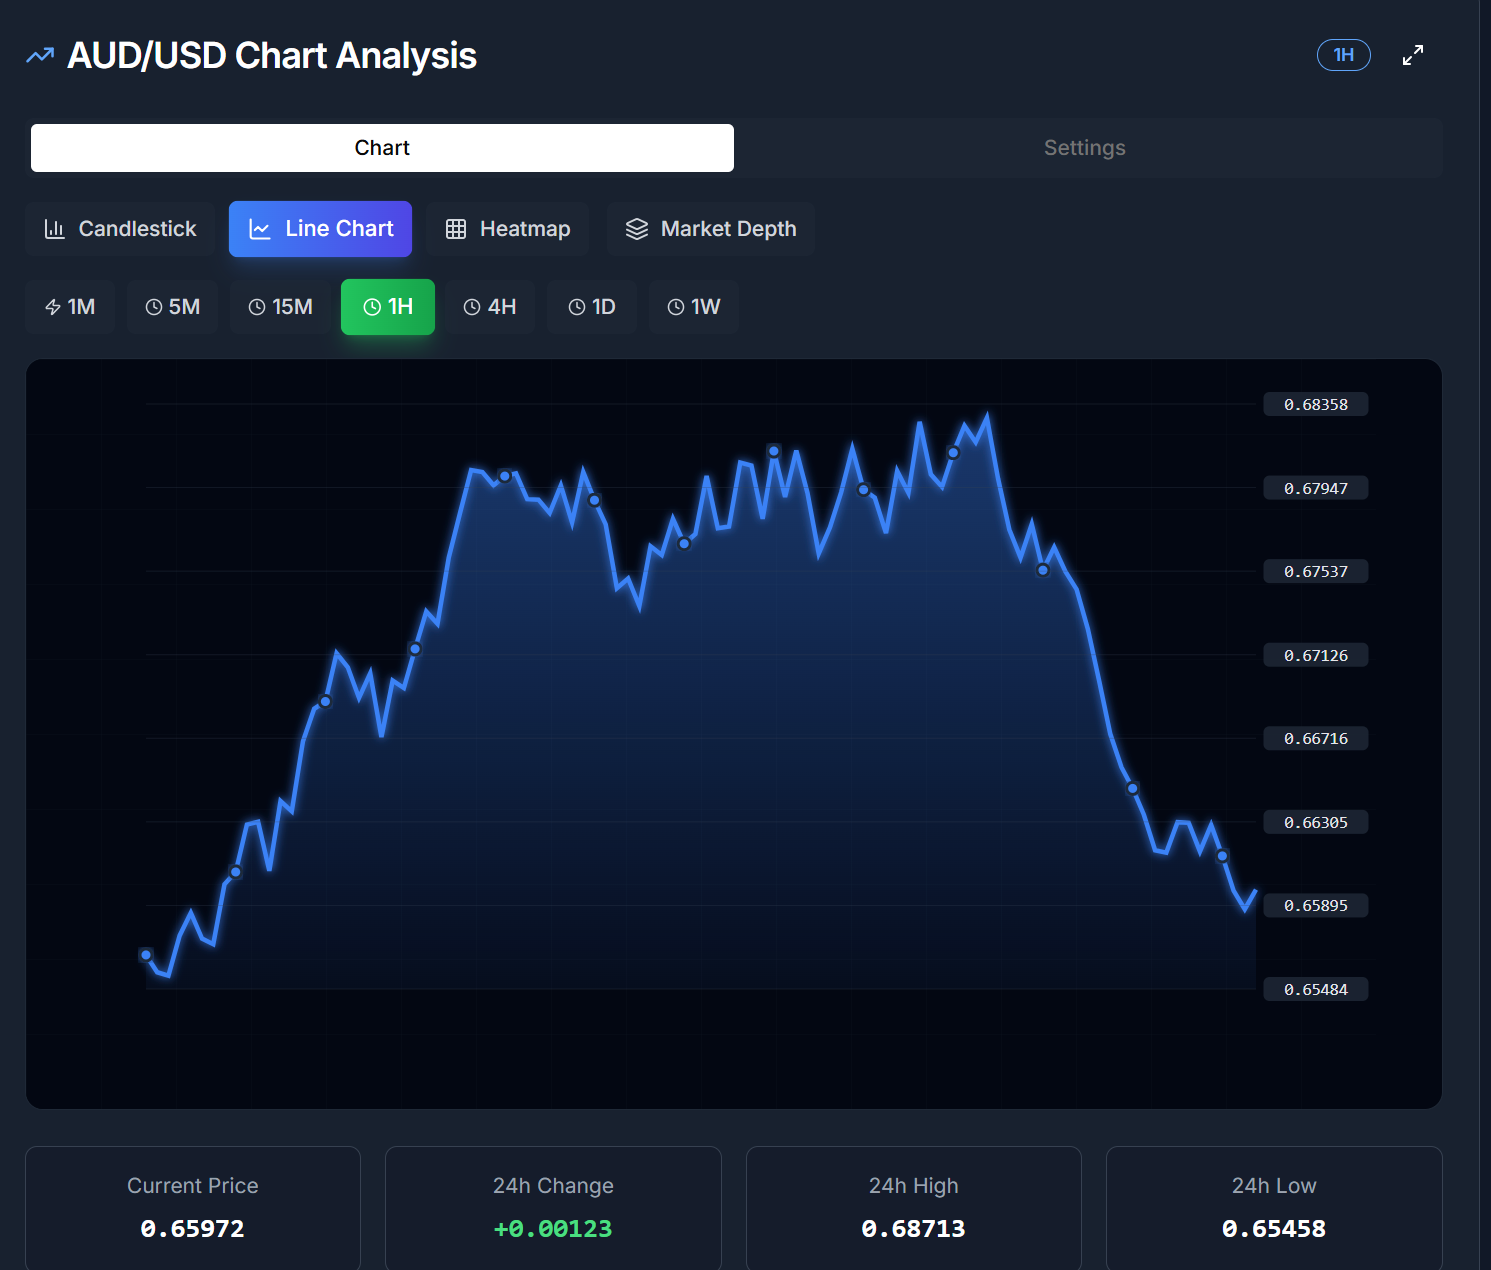 AUD/USD Chart Analysis
1H
Chart
Settings
Candlestick
Line Chart
Heatmap
Market Depth
1M
5M
15M
1H
4H
1D
1W
0.68358
0.67947
0.67537
0.67126
0.66716
0.66305
0.65895
0.65484
Current Price
0.65972
24h Change
+0.00123
24h High
0.68713
24h Low
0.65458